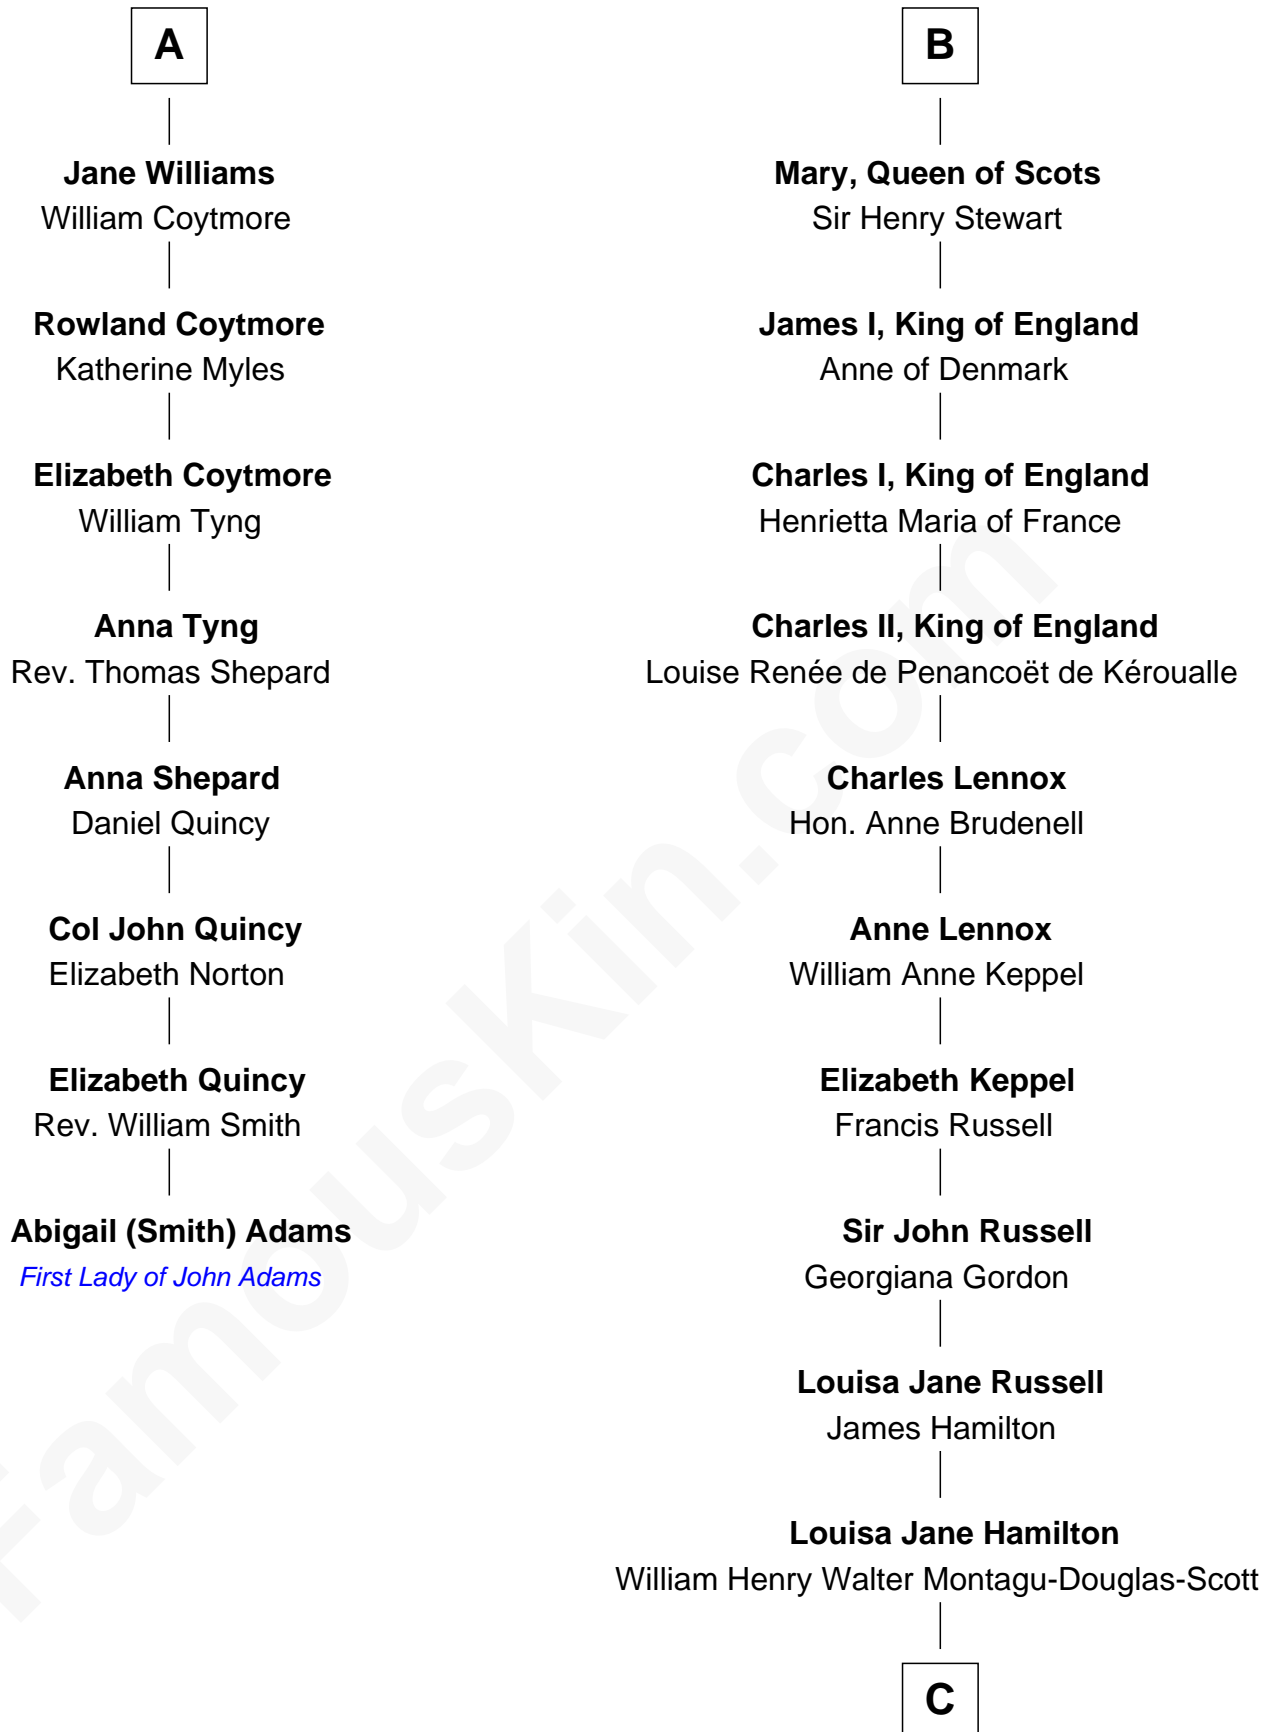 A
Jane Williams
William Coytmore
Rowland Coytmore
Katherine Myles
Elizabeth Coytmore
William Tyng
Anna Tyng
Rev. Thomas Shepard
Anna Shepard
Daniel Quincy
Col John Quincy
Elizabeth Norton
Elizabeth Quincy
Rev. William Smith
Abigail (Smith) Adams
First Lady of John Adams
B
Mary, Queen of Scots
Sir Henry Stewart
James I, King of England
Anne of Denmark
Charles I, King of England
Henrietta Maria of France
Charles II, King of England
Louise Renée de Penancoët de Kéroualle
Charles Lennox
Hon. Anne Brudenell
Anne Lennox
William Anne Keppel
Elizabeth Keppel
Francis Russell
Sir John Russell
Georgiana Gordon
Louisa Jane Russell
James Hamilton
Louisa Jane Hamilton
William Henry Walter Montagu-Douglas-Scott
C
FamousKin.com